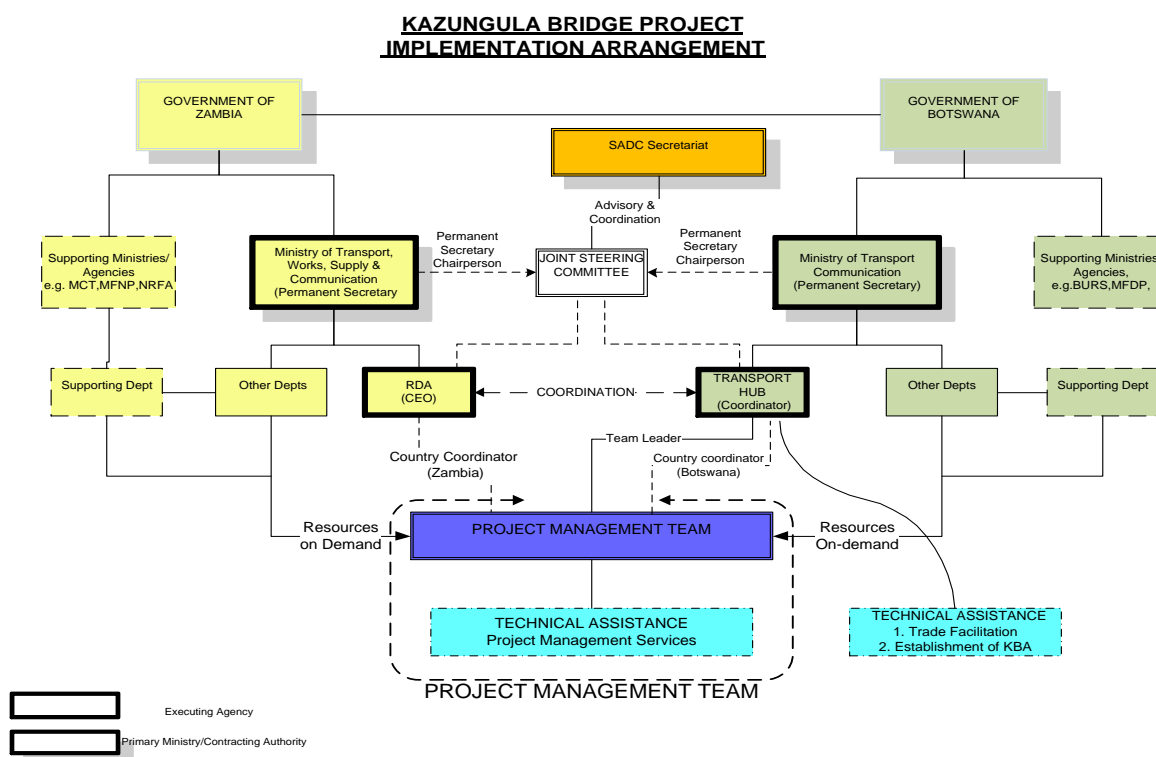 KAZUNGULA BRIDGE PROJECT
IMPLEMENTATION ARRANGEMENT
GOVERNMENT OF
ZAMBIA
GOVERNMENT OF
BOTSWANA
SADC Secretariat
Advisory &
Coordination
Supporting Ministries/
Agencies
e.g. MCT,MFNP,NRFA
Ministry of Transport,
Works, Supply &
Communication
(Permanent Secretary
Permanent
Secretary
Chairperson
JOINT STEERING
COMMITTEE
Permanent
Secretary
Chairperson
Ministry of Transport
Communication
(Permanent Secretary)
Supporting Ministries
Agencies,
e.g.BURS,MFDP,
Supporting Dept
Other Depts
RDA
(CEO)
COORDINATION
TRANSPORT
HUB
(Coordinator)
Other Depts
Supporting Dept
Team Leader
Country Coordinator
(Zambia)
Country coordinator
(Botswana)
Resources
on Demand
PROJECT MANAGEMENT TEAM
Resources
On-demand
TECHNICAL ASSISTANCE
Project Management Services
TECHNICAL ASSISTANCE
1. Trade Facilitation
2. Establishment of KBA
PROJECT MANAGEMENT TEAM
Executing Agency
Primary Ministry/Contracting Authority